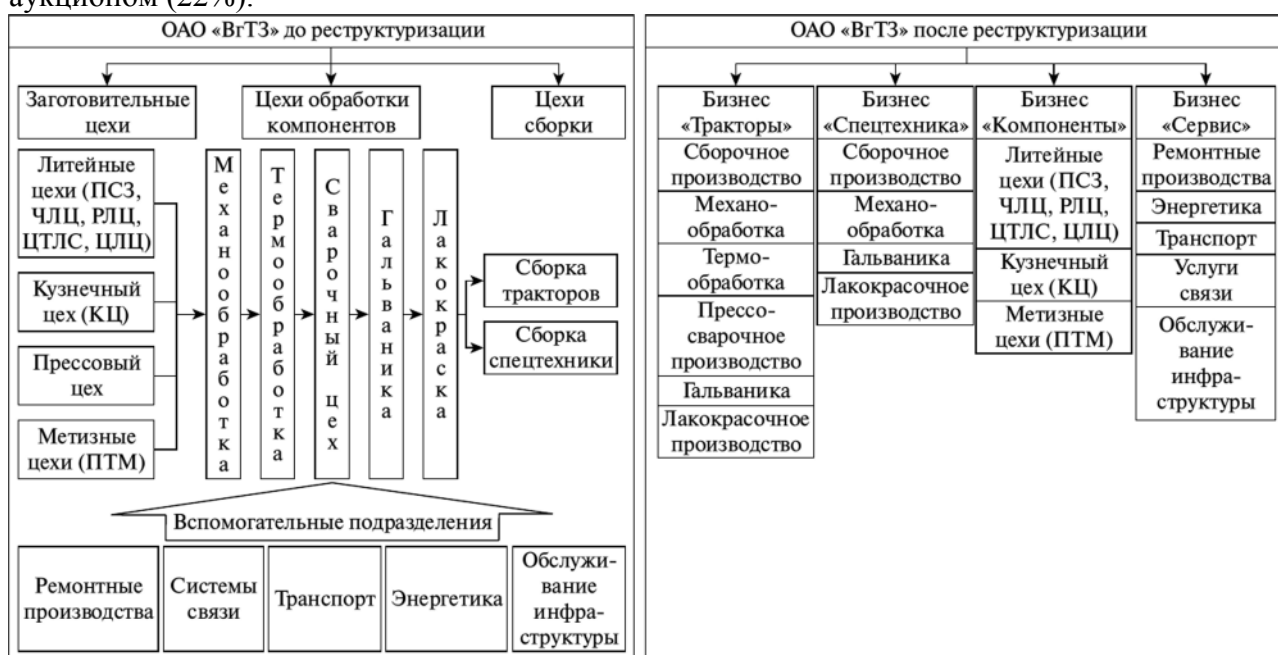 аукционом (22%).
ОАО «ВгТЗ» до реструктуризации
Заготовительные
цехи
Цехи обработки
компонентов
Цехи
сборки
Литейные
цехи (ПСЗ,
ЧЛЦ, РЛЦ,
ЦТЛС, ЦЛЦ)
Кузнечный
цех (КЦ)
Прессовый
цех
Метизные
цехи (ПТМ)
Механообработка
Термобработка
Сварочный цех
Гальваника
Лакокраска
Сборка
тракторов
Сборка
спецтехники
Вспомогательные подразделения
Ремонтные
производства
Системы
связи
Транспорт
Энергетика
Обслужи-
вание
инфра-
структуры
ОАО «ВгТЗ» после реструктуризации
Бизнес
«Тракторы»
Сборочное
производство
Механо-
обработка
Термо-
обработка
Прессо-
сварочное
производство
Гальваника
Лакокрасочное
производство
Бизнес
«Спецтехника»
Сборочное
производство
Механо-
обработка
Гальваника
Лакокрасочное
производство
Бизнес
«Компоненты»
Литейные
цехи (ПСЗ,
ЧЛЦ, РЛЦ,
ЦТЛС, ЦЛЦ)
Кузнечный
цех (КЦ)
Метизные
цехи (ПТМ)
Бизнес
«Сервис»
Ремонтные
производства
Энергетика
Транспорт
Услуги
связи
Обслужи-
вание
инфра-
структуры